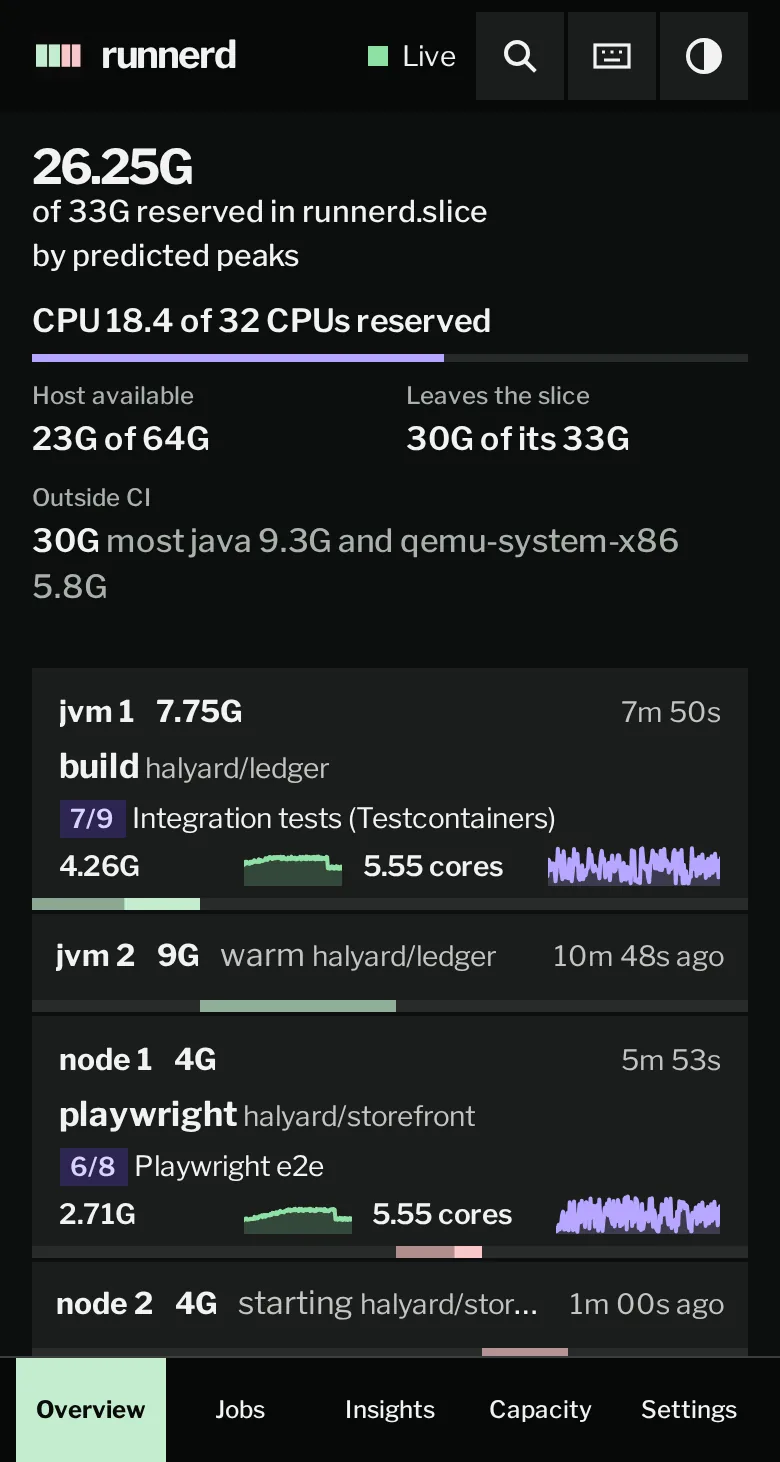 runnerd
Live
26.25G
of 33G reserved in runnerd.slice
by predicted peaks
CPU 18.4 of 32 CPUs reserved
Host available
23G of 64G
Leaves the slice
30G of its 33G
Outside CI
30G most java 9.3G and qemu-system-x86
5.8G
jvm 1 7.75G 7m 50s
build halyard/ledger
7/9 Integration tests (Testcontainers)
4.26G 5.55 cores
jvm 2 9G warm halyard/ledger 10m 48s ago
node 1 4G 5m 53s
playwright halyard/storefront
6/8 Playwright e2e
2.71G 5.55 cores
node 2 4G starting halyard/stor... 1m 00s ago
Overview Jobs Insights Capacity Settings